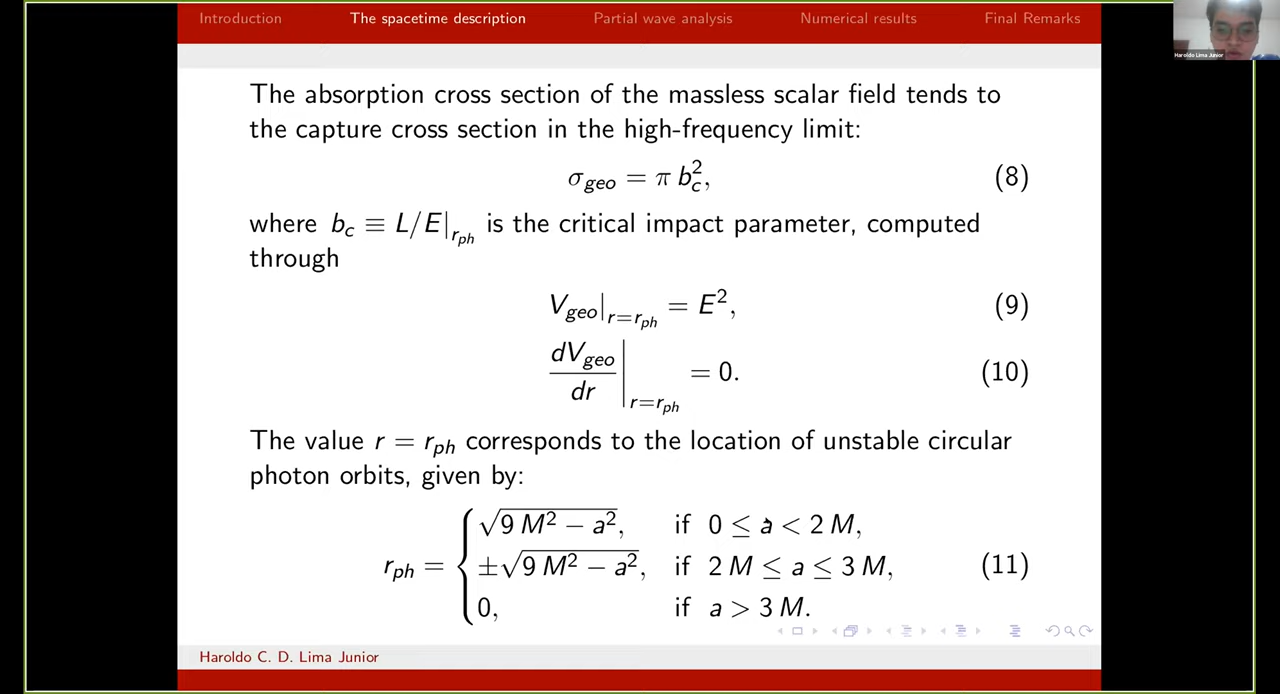 Introduction The spacetime description Partial wave analysis Numerical results Final Remarks
Haroldo Lima Junior
The absorption cross section of the massless scalar field tends to
the capture cross section in the high-frequency limit:
σ_geo = π b_c^2, (8)
where b_c ≡ L/E|_{r_ph} is the critical impact parameter, computed
through
V_geo|_{r=r_ph} = E^2, (9)
dV_geo/dr|_{r=r_ph} = 0. (10)
The value r = r_ph corresponds to the location of unstable circular
photon orbits, given by:
√(9 M^2 − a^2), if 0 ≤ a < 2 M,
r_ph = { ±√(9 M^2 − a^2), if 2 M ≤ a ≤ 3 M, (11)
0, if a > 3 M.
Haroldo C. D. Lima Junior